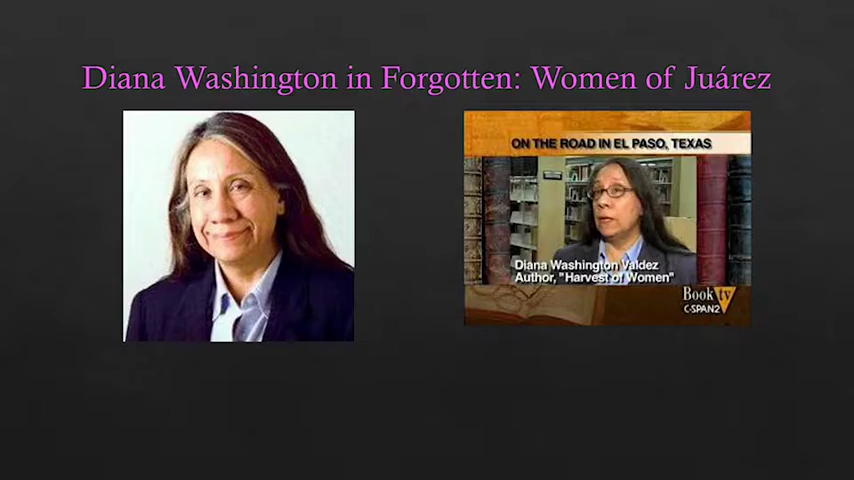 Diana Washington in Forgotten: Women of Juárez
ON THE ROAD IN EL PASO, TEXAS
Diana Washington Valdez
Author, "Harvest of Women"
Book tv
C-SPAN2